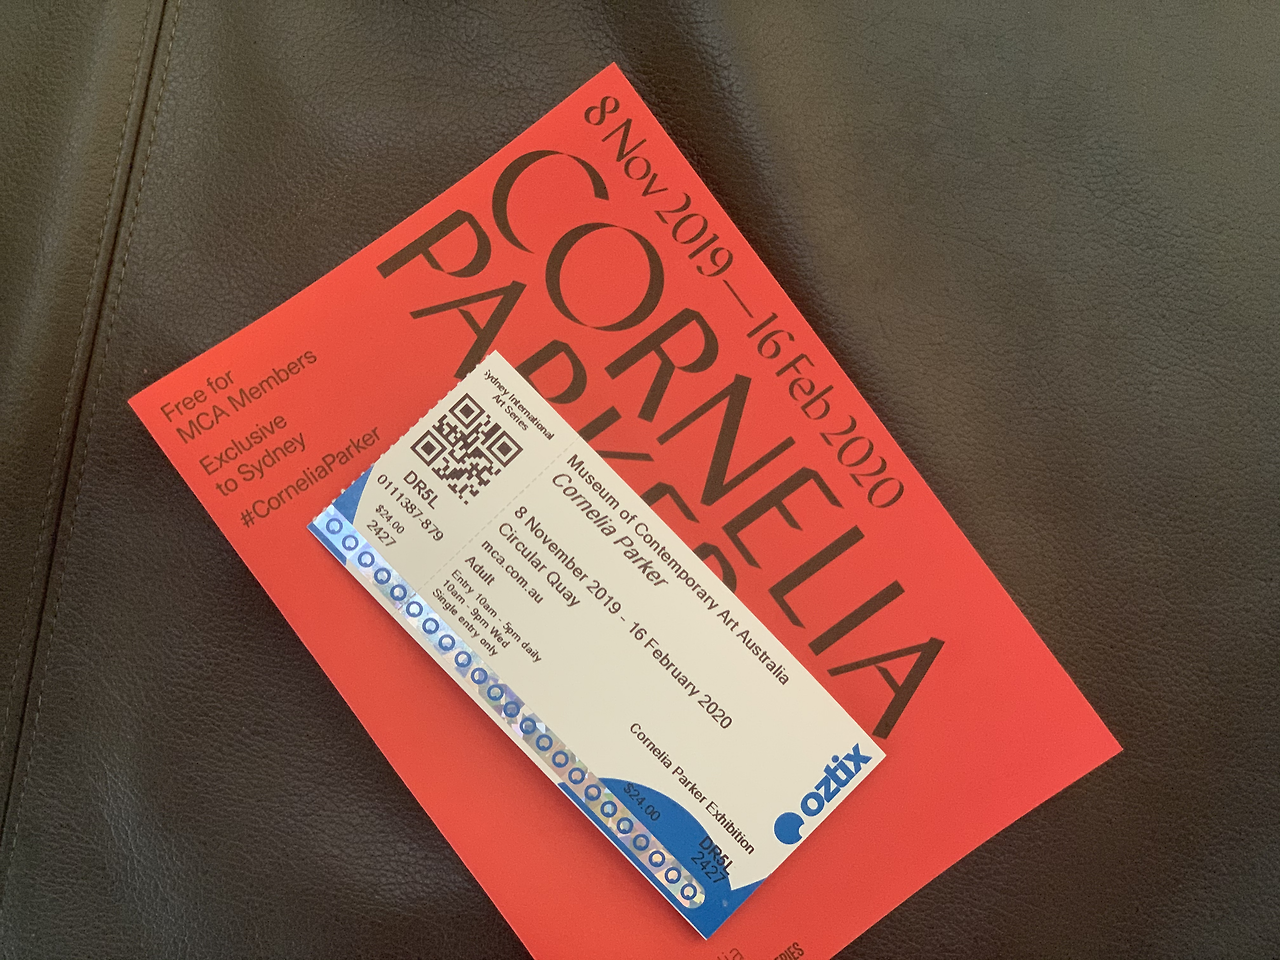 8 Nov 2019—16 Feb 2020
CORNELIA
PARKER
Free for
MCA Members
Exclusive
to Sydney
#CorneliaParker
Sydney International
Art Series
DR5L
0111387-879
$24.00
2427
Museum of Contemporary Art Australia
Cornelia Parker
8 November 2019 - 16 February 2020
Circular Quay
mca.com.au
Adult
Entry 10am - 5pm daily
10am - 9pm Wed
Single entry only
Cornelia Parker Exhibition
$24.00
DR5L
2427
oztix